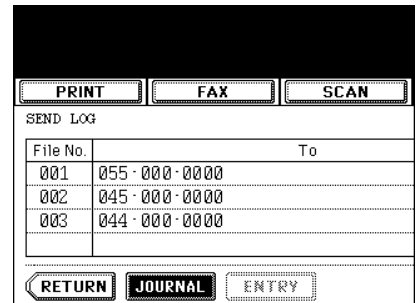 PRINT FAX SCAN
SEND LOG
File No. To
001 055-000-0000
002 045-000-0000
003 044-000-0000
RETURN JOURNAL ENTRY